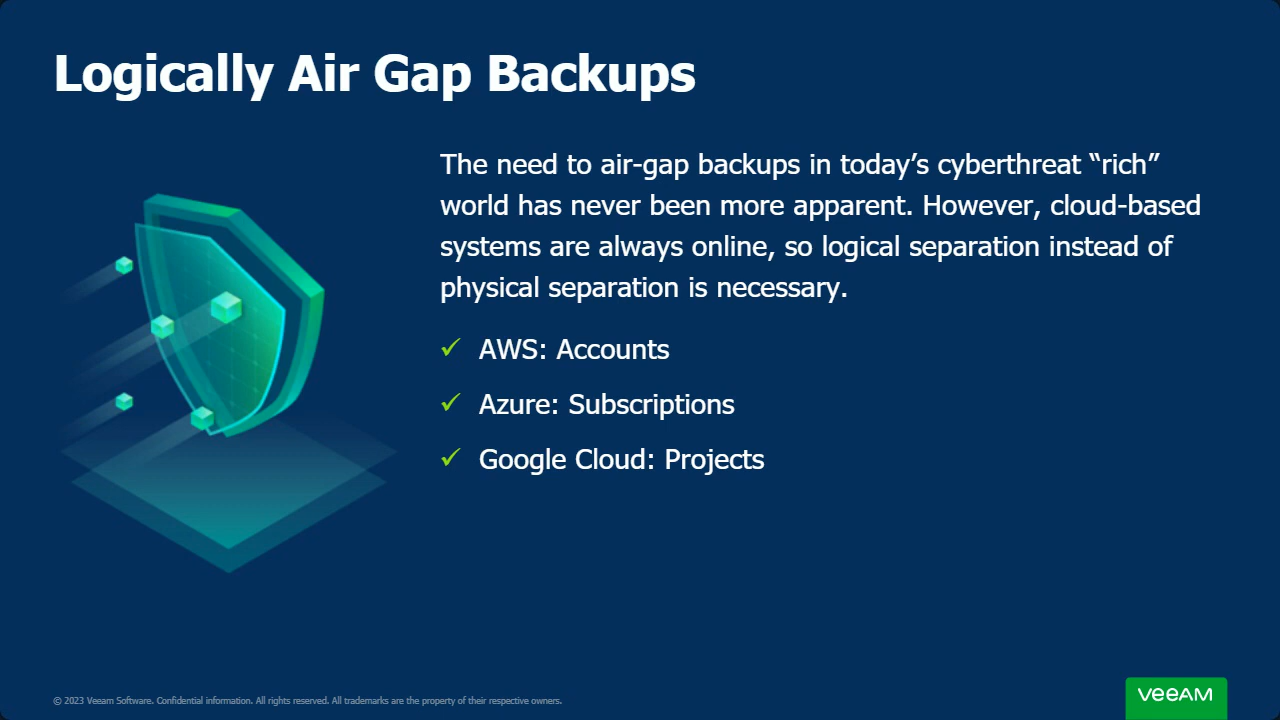 Logically Air Gap Backups
The need to air-gap backups in today’s cyberthreat “rich”
world has never been more apparent. However, cloud-based
systems are always online, so logical separation instead of
physical separation is necessary.
✓ AWS: Accounts
✓ Azure: Subscriptions
✓ Google Cloud: Projects
© 2023 Veeam Software. Confidential information. All rights reserved. All trademarks are the property of their respective owners.
veeAM